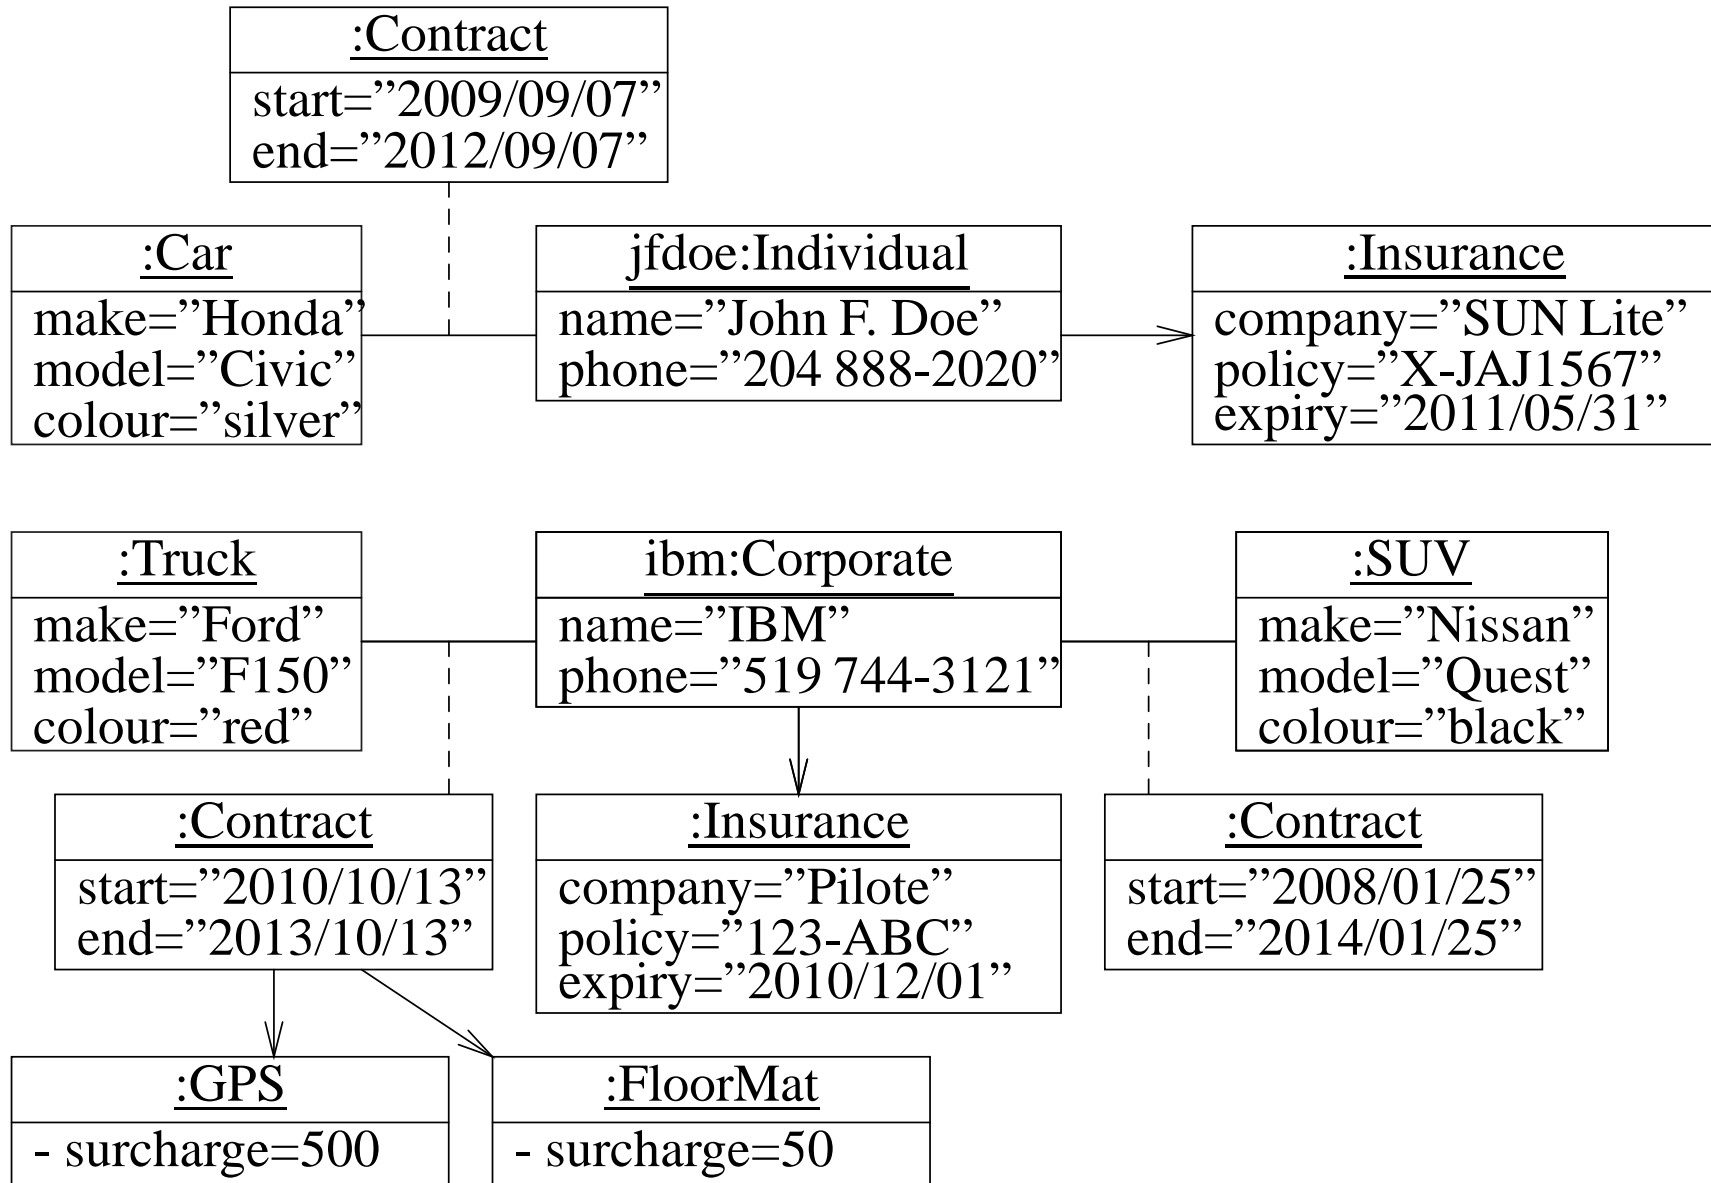 :Contract
start=”2009/09/07”
end=”2012/09/07”
:Car
make=”Honda”
model=”Civic”
colour=”silver”
jfdoe:Individual
name=”John F. Doe”
phone=”204 888-2020”
:Insurance
company=”SUN Lite”
policy=”X-JAJ1567”
expiry=”2011/05/31”
:Truck
make=”Ford”
model=”F150”
colour=”red”
ibm:Corporate
name=”IBM”
phone=”519 744-3121”
:SUV
make=”Nissan”
model=”Quest”
colour=”black”
:Contract
start=”2010/10/13”
end=”2013/10/13”
:Insurance
company=”Pilote”
policy=”123-ABC”
expiry=”2010/12/01”
:Contract
start=”2008/01/25”
end=”2014/01/25”
:GPS
- surcharge=500
:FloorMat
- surcharge=50